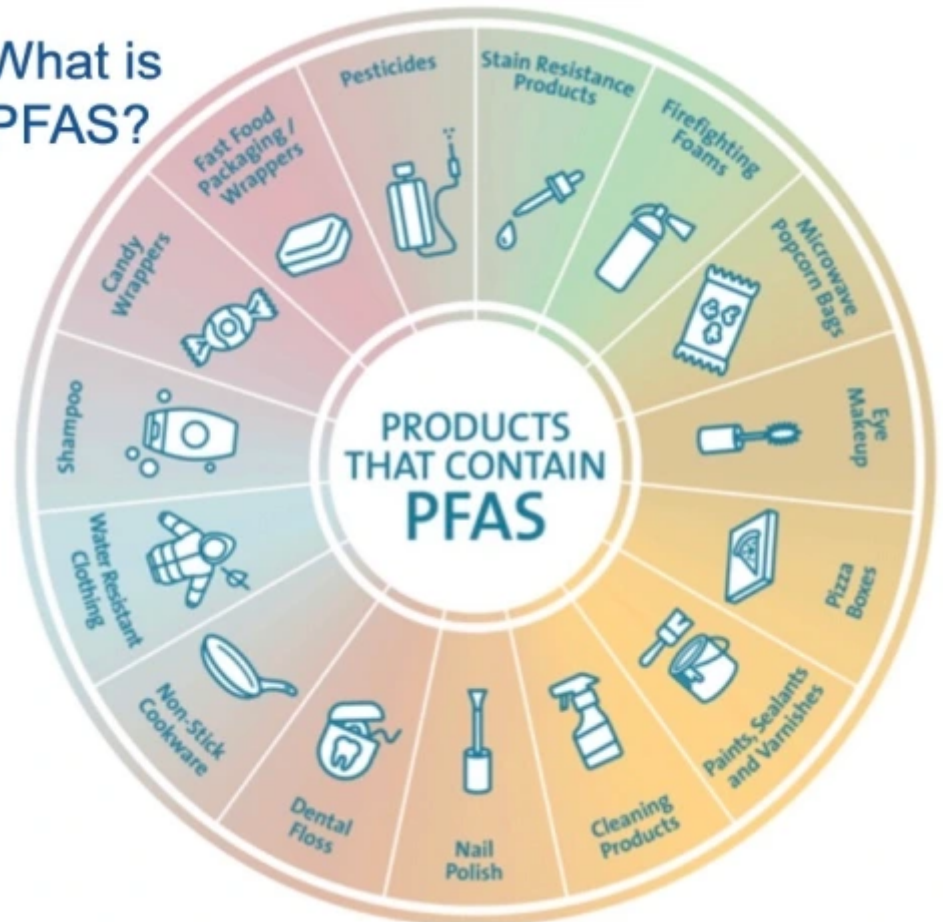 What is
PFAS?
PRODUCTS
THAT CONTAIN
PFAS
Pesticides
Stain Resistance
Products
Firefighting
Foams
Microwave
Popcorn Bags
Eye
Makeup
Pizza
Boxes
Paints, Sealants
and Varnishes
Cleaning
Products
Nail
Polish
Dental
Floss
Non-Stick
Cookware
Water Resistant
Clothing
Shampoo
Candy
Wrappers
Fast Food
Packaging /
Wrappers